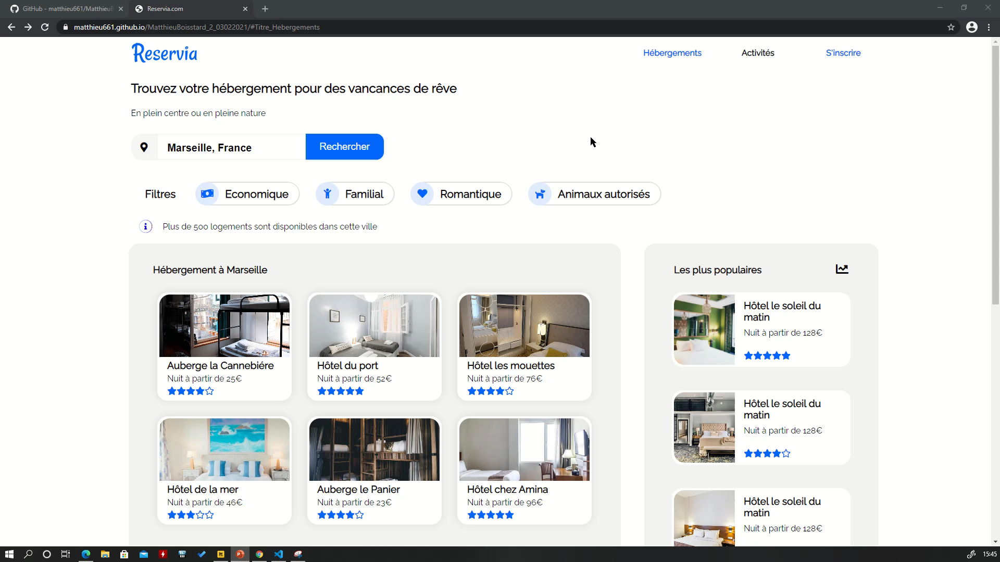 GitHub - matthieu661/MatthieuB
Reservia.com
matthieu661.github.io/MatthieuBoisstard_2_03022021/#Titre_Hebergements
Reservia
Hébergements
Activités
S'inscrire
Trouvez votre hébergement pour des vancances de rêve
En plein centre ou en pleine nature
Marseille, France
Rechercher
Filtres
Economique
Familial
Romantique
Animaux autorisés
Plus de 500 logements sont disponibles dans cette ville
Hébergement à Marseille
Auberge la Cannebiére
Nuit à partir de 25€
Hôtel du port
Nuit à partir de 52€
Hôtel les mouettes
Nuit à partir de 76€
Hôtel de la mer
Nuit à partir de 46€
Auberge le Panier
Nuit à partir de 23€
Hôtel chez Amina
Nuit à partir de 96€
Les plus populaires
Hôtel le soleil du
matin
Nuit à partir de 128€
Hôtel le soleil du
matin
Nuit à partir de 128€
Hôtel le soleil du
matin
Nuit à partir de 128€
15:45